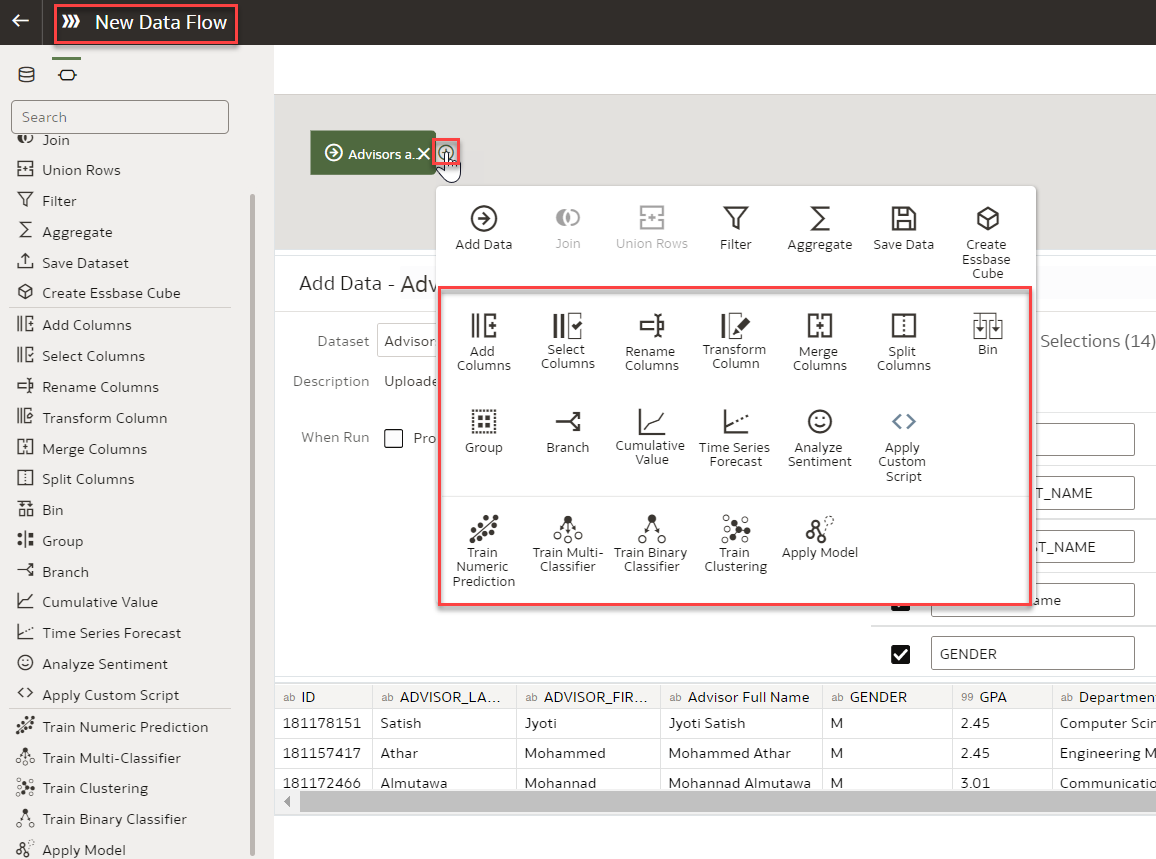 New Data Flow
Search
Join
Union Rows
Filter
Aggregate
Save Dataset
Create Essbase Cube
Add Columns
Select Columns
Rename Columns
Transform Column
Merge Columns
Split Columns
Bin
Group
Branch
Cumulative Value
Time Series Forecast
Analyze Sentiment
Apply Custom Script
Train Numeric Prediction
Train Multi-Classifier
Train Clustering
Train Binary Classifier
Apply Model
Advisors a..
Add Data
Join
Union Rows
Filter
Aggregate
Save Data
Create
Essbase
Cube
Add
Columns
Select
Columns
Rename
Columns
Transform
Column
Merge
Columns
Split
Columns
Bin
Group
Branch
Cumulative
Value
Time Series
Forecast
Analyze
Sentiment
Apply
Custom
Script
Train
Numeric
Prediction
Train Multi-
Classifier
Train Binary
Classifier
Train
Clustering
Apply Model
Add Data - Adv
Dataset Advisor
Description Uploade
When Run Pro
Selections (14)
T_NAME
ST_NAME
ame
GENDER
ab ID ab ADVISOR_LA... ab ADVISOR_FIR... ab Advisor Full Name ab GENDER 99 GPA ab Department
181178151 Satish Jyoti Jyoti Satish M 2.45 Computer Scin
181157417 Athar Mohammed Mohammed Athar M 2.45 Engineering M
181172466 Almutawa Mohannad Mohannad Almutawa M 3.01 Communicatio